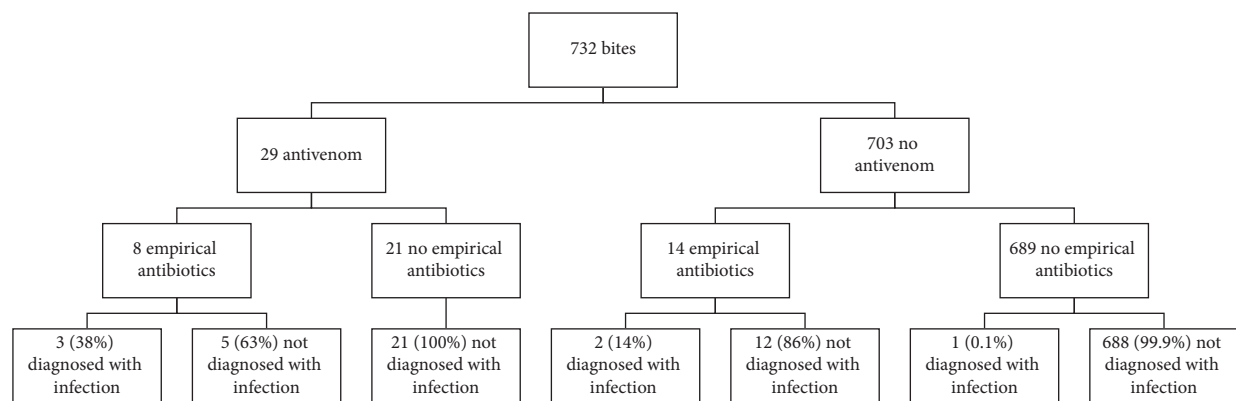 732 bites
29 antivenom
703 no
antivenom
8 empirical
antibiotics
21 no empirical
antibiotics
14 empirical
antibiotics
689 no empirical
antibiotics
3 (38%)
diagnosed with
infection
5 (63%) not
diagnosed with
infection
21 (100%) not
diagnosed with
infection
2 (14%)
diagnosed with
infection
12 (86%) not
diagnosed with
infection
1 (0.1%)
diagnosed with
infection
688 (99.9%) not
diagnosed with
infection